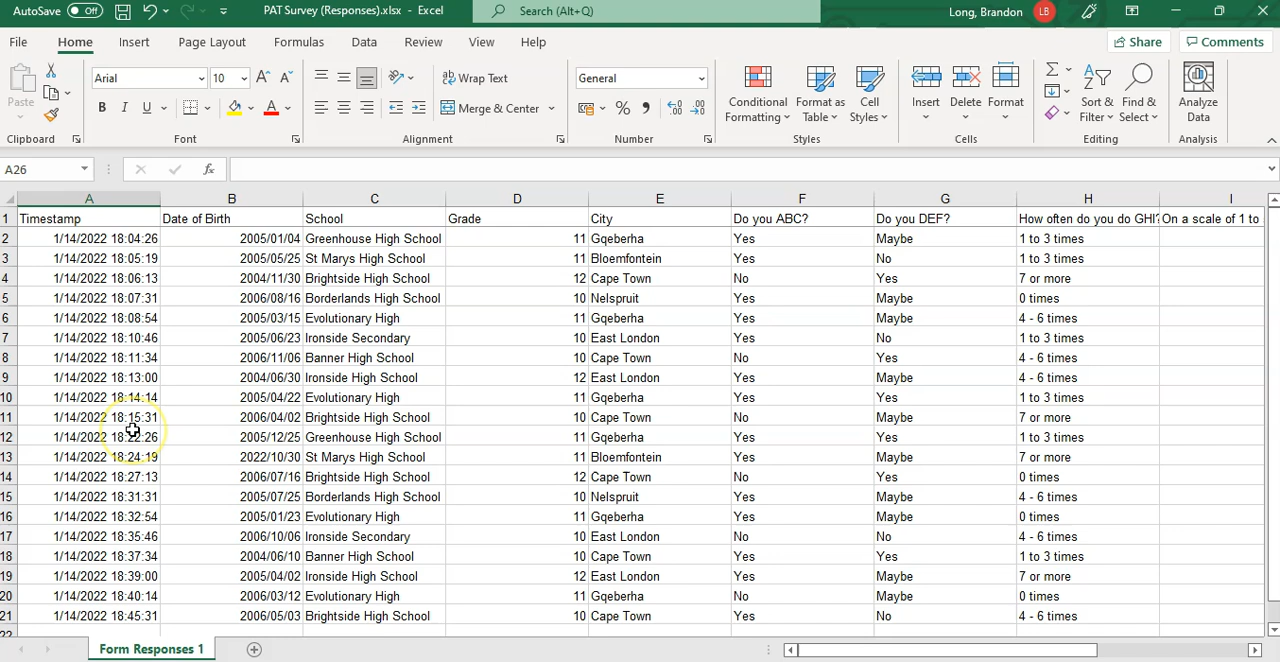 AutoSave Off PAT Survey (Responses).xlsx - Excel Search (Alt+Q) Long, Brandon LB
File Home Insert Page Layout Formulas Data Review View Help Share Comments
Paste Arial 10 A A Wrap Text General Conditional Formatting Format as Table Cell Styles Insert Delete Format Sort & Filter Find & Select Analyze Data
B I U A Merge & Center % ,
Clipboard Font Alignment Number Styles Cells Editing Analysis
A26 fx
A B C D E F G H I
1 Timestamp Date of Birth School Grade City Do you ABC? Do you DEF? How often do you do GHI? On a scale of 1 to
2 1/14/2022 18:04:26 2005/01/04 Greenhouse High School 11 Gqeberha Yes Maybe 1 to 3 times
3 1/14/2022 18:05:19 2005/05/25 St Marys High School 11 Bloemfontein Yes No 1 to 3 times
4 1/14/2022 18:06:13 2004/11/30 Brightside High School 12 Cape Town No Yes 7 or more
5 1/14/2022 18:07:31 2006/08/16 Borderlands High School 10 Nelspruit Yes Maybe 0 times
6 1/14/2022 18:08:54 2005/03/15 Evolutionary High 11 Gqeberha Yes Maybe 4 - 6 times
7 1/14/2022 18:10:46 2005/06/23 Ironside Secondary 10 East London Yes No 1 to 3 times
8 1/14/2022 18:11:34 2006/11/06 Banner High School 10 Cape Town No Yes 4 - 6 times
9 1/14/2022 18:13:00 2004/06/30 Ironside High School 12 East London Yes Maybe 4 - 6 times
10 1/14/2022 18:14:14 2005/04/22 Evolutionary High 11 Gqeberha Yes Yes 1 to 3 times
11 1/14/2022 18:15:31 2006/04/02 Brightside High School 10 Cape Town No Maybe 7 or more
12 1/14/2022 2005/12/25 Greenhouse High School 11 Gqeberha Yes Yes 1 to 3 times
13 1/14/2022 18:24:19 2022/10/30 St Marys High School 11 Bloemfontein Yes Maybe 7 or more
14 1/14/2022 18:27:13 2006/07/16 Brightside High School 12 Cape Town No Yes 0 times
15 1/14/2022 18:31:31 2005/07/25 Borderlands High School 10 Nelspruit Yes Maybe 4 - 6 times
16 1/14/2022 18:32:54 2005/01/23 Evolutionary High 11 Gqeberha Yes Maybe 0 times
17 1/14/2022 18:35:46 2006/10/06 Ironside Secondary 10 East London No No 4 - 6 times
18 1/14/2022 18:37:34 2004/06/10 Banner High School 10 Cape Town Yes Yes 1 to 3 times
19 1/14/2022 18:39:00 2005/04/02 Ironside High School 12 East London Yes Maybe 7 or more
20 1/14/2022 18:40:14 2006/03/12 Evolutionary High 11 Gqeberha No Maybe 0 times
21 1/14/2022 18:45:31 2006/05/03 Brightside High School 10 Cape Town Yes No 4 - 6 times
22
Form Responses 1